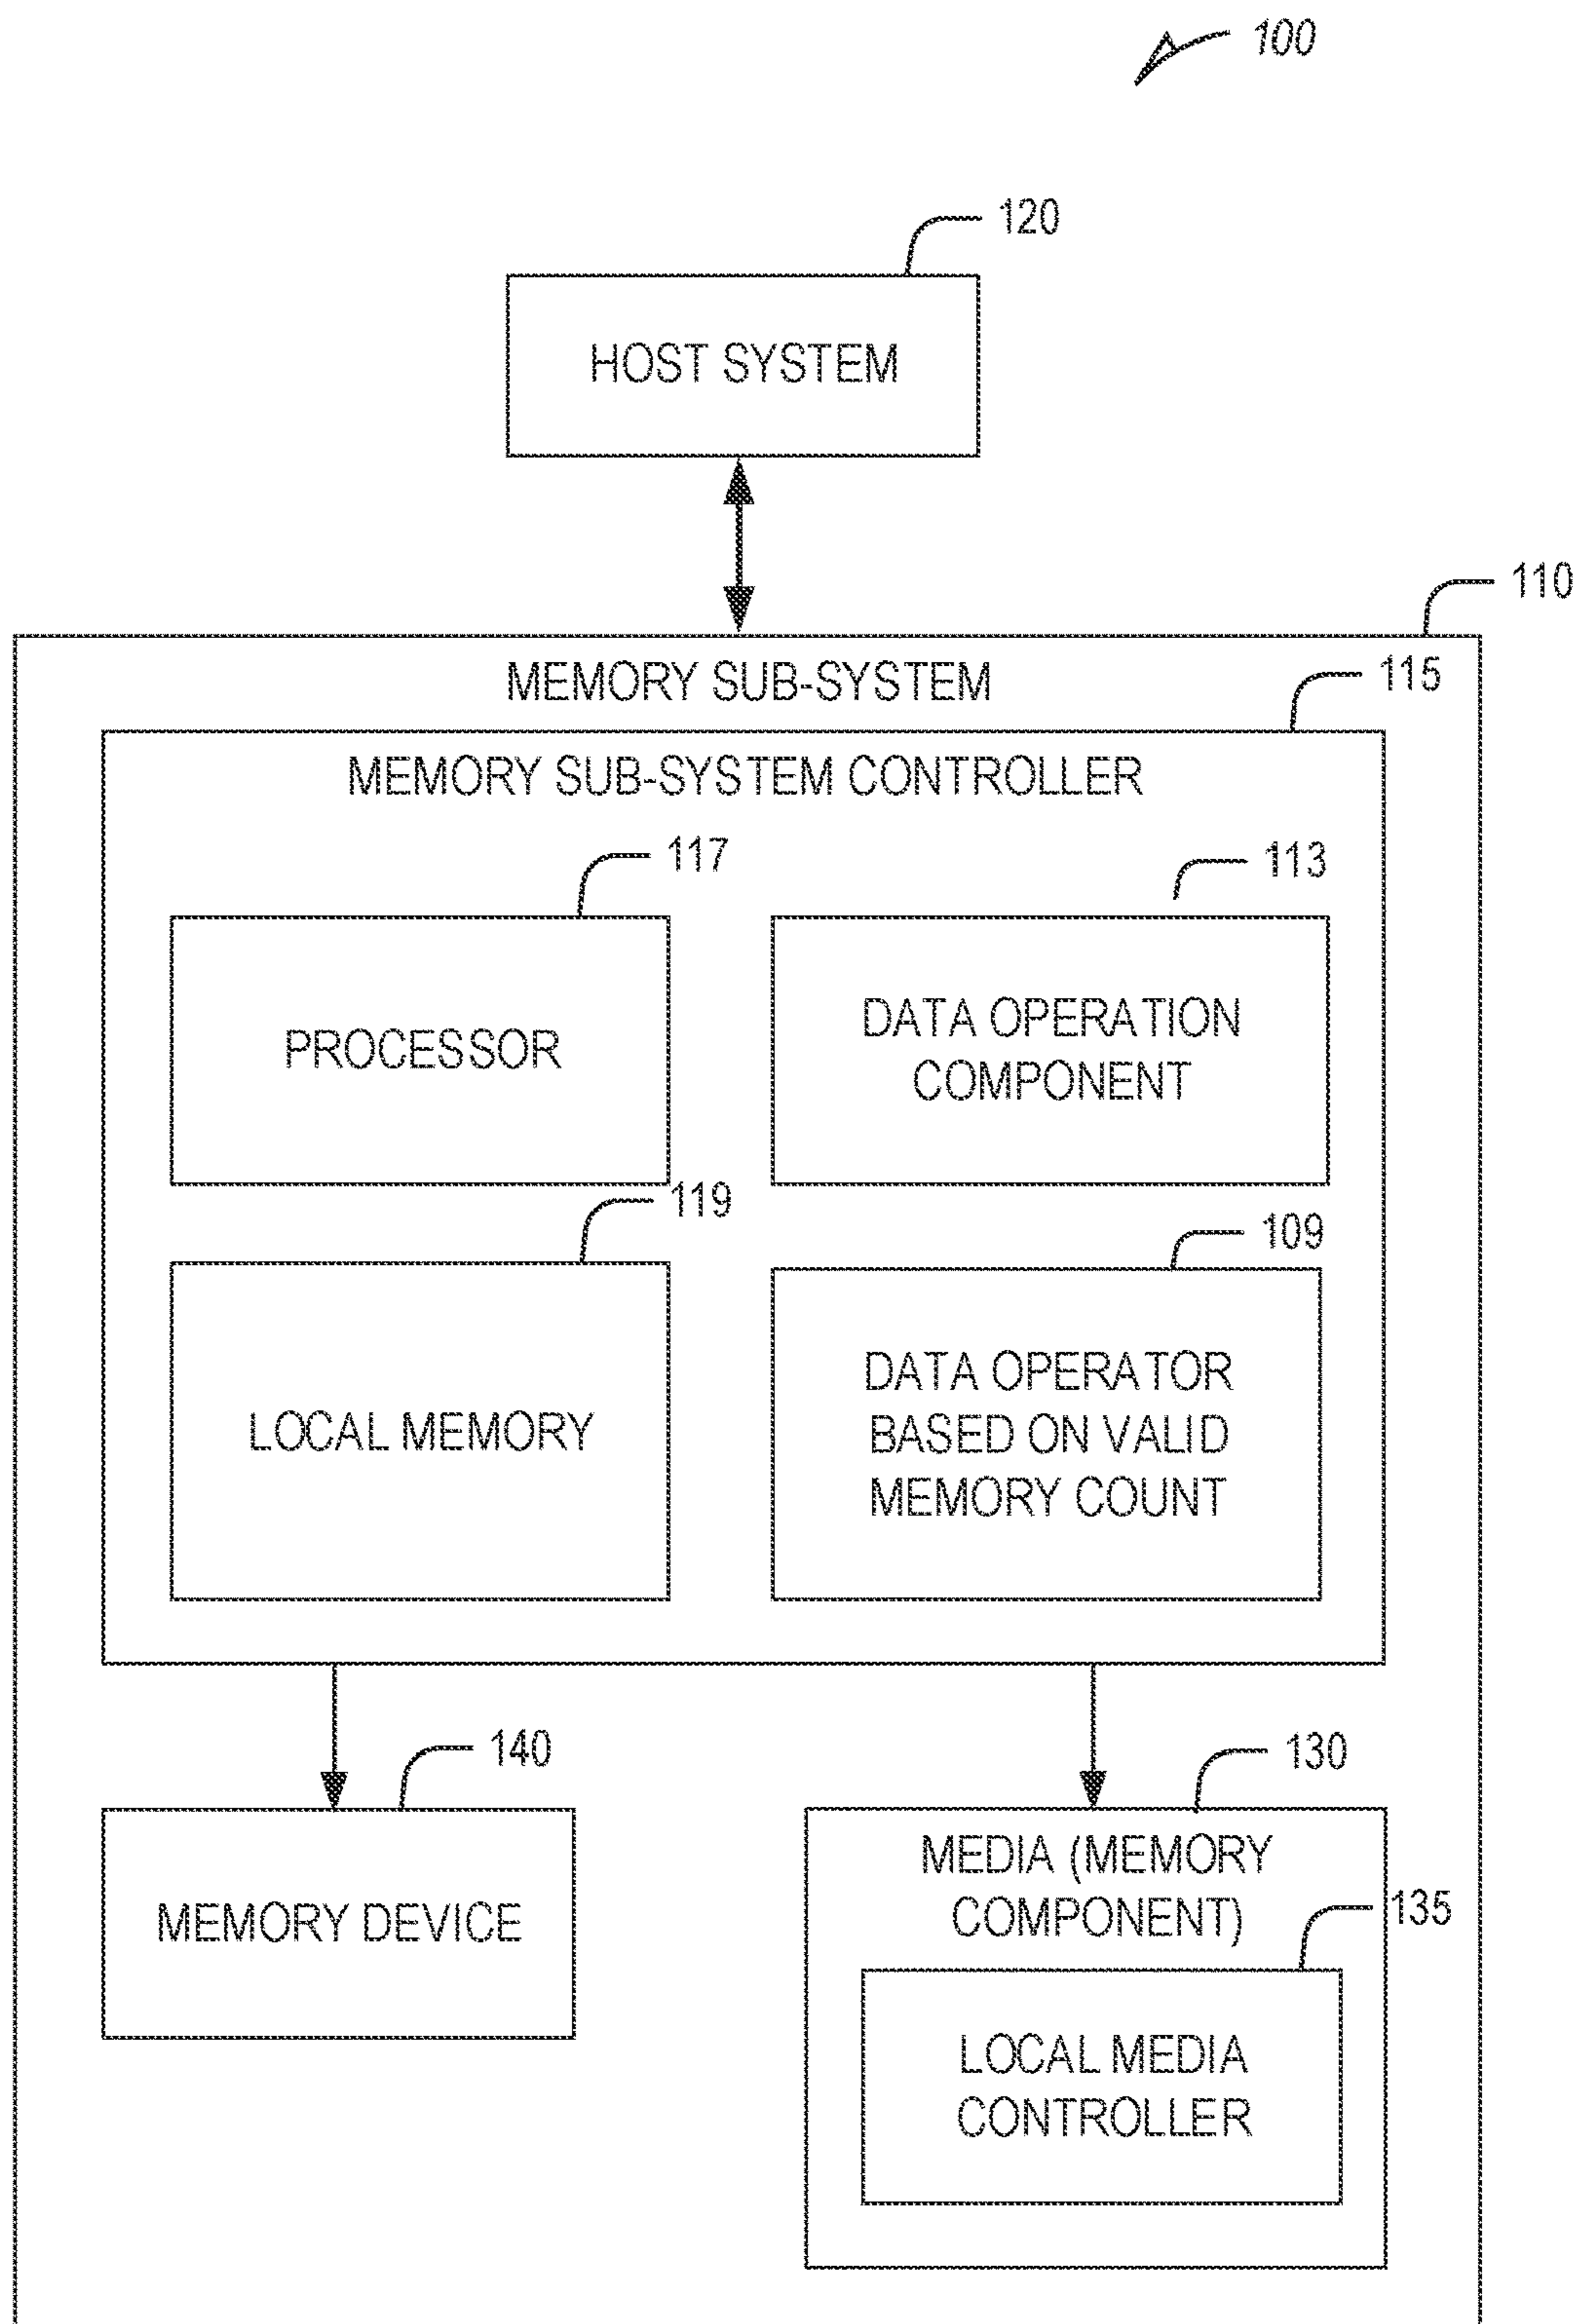 100
120
HOST SYSTEM
110
MEMORY SUB-SYSTEM
115
MEMORY SUB-SYSTEM CONTROLLER
117
113
PROCESSOR
DATA OPERATION
COMPONENT
119
109
LOCAL MEMORY
DATA OPERATOR
BASED ON VALID
MEMORY COUNT
140
130
MEMORY DEVICE
MEDIA (MEMORY
COMPONENT)
135
LOCAL MEDIA
CONTROLLER